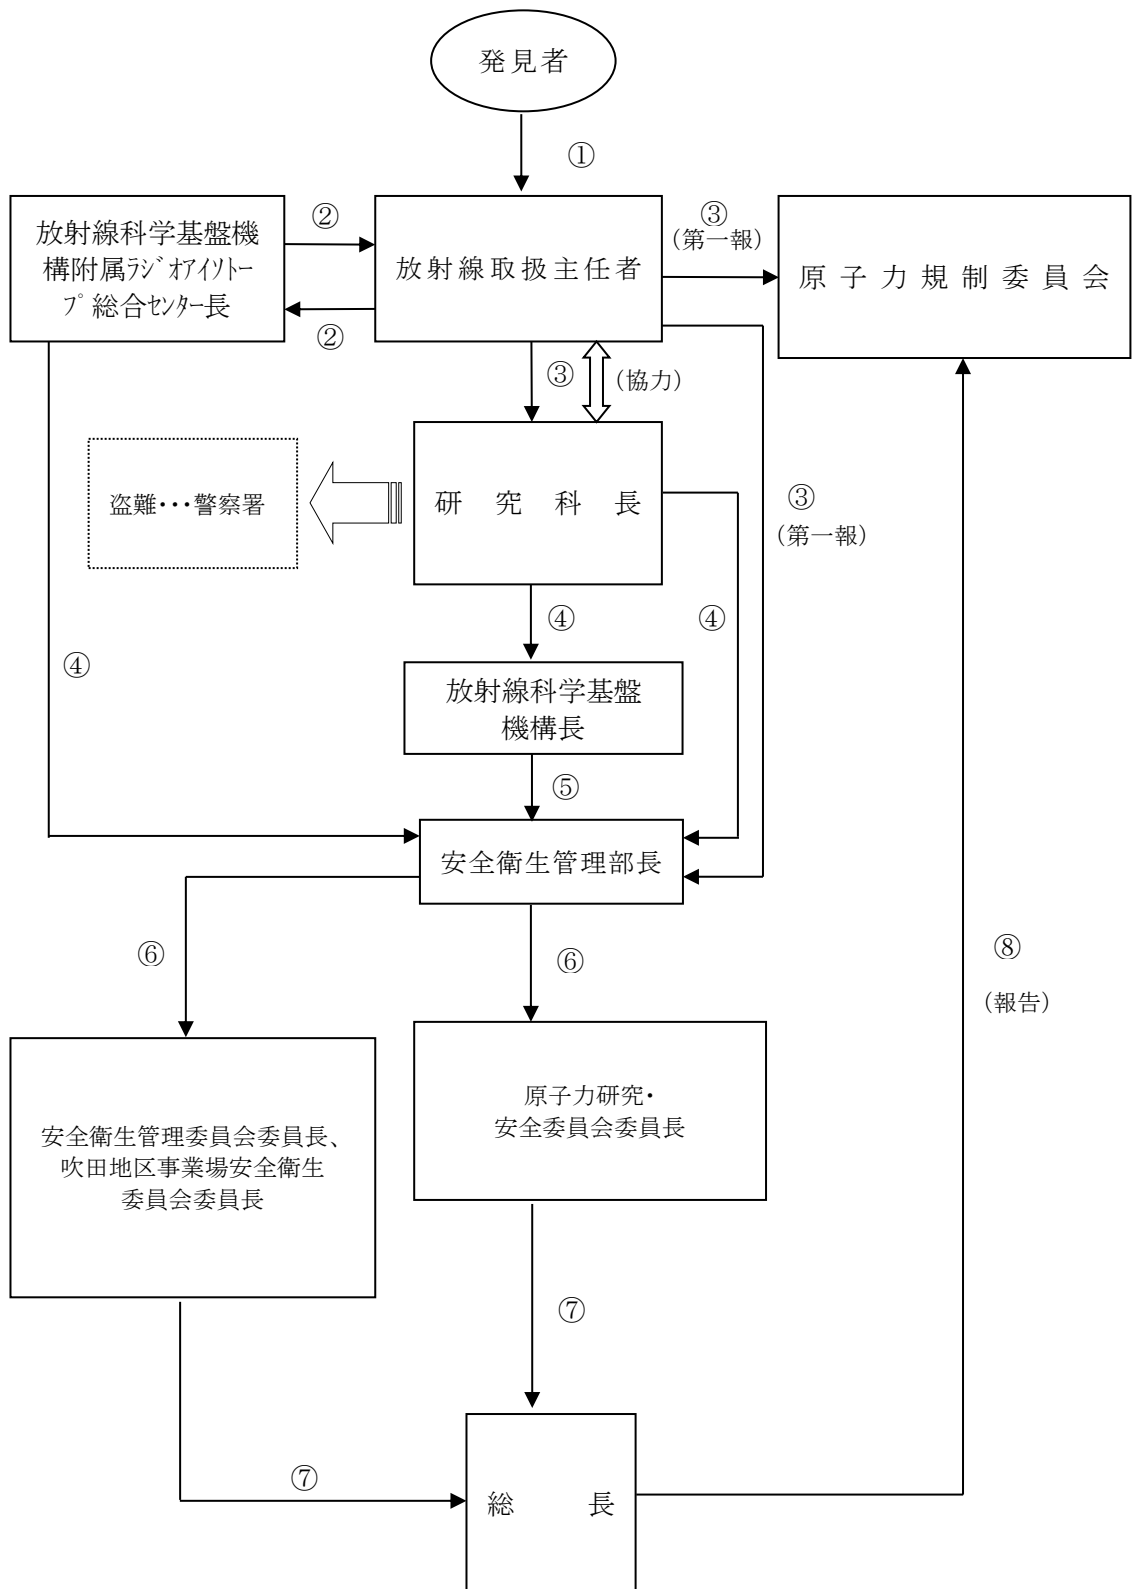 発見者
①
放射線科学基盤機
構附属ﾗｼﾞｵｱｲｿﾄｰ
ﾌﾟ総合ｾﾝﾀｰ長
②
②
放射線取扱主任者
③
（第一報）
原子力規制委員会
③
（協力）
盗難･･･警察署
研究科長
③
（第一報）
④
④
④
放射線科学基盤
機構長
⑤
安全衛生管理部長
⑥
⑥
⑧
（報告）
安全衛生管理委員会委員長、
吹田地区事業場安全衛生
委員会委員長
原子力研究・
安全委員会委員長
⑦
⑦
総長